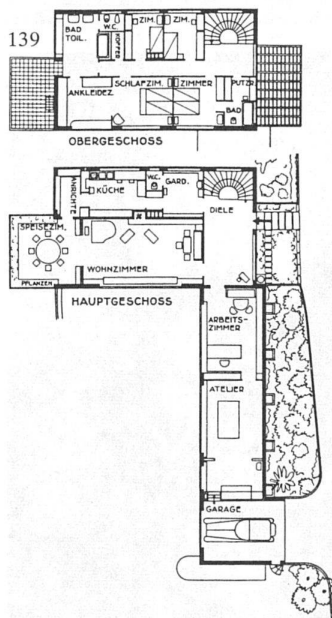 139
BAD
TOIL.
W.C.
KOFFER
ZIM.
ZIM.
ANKLEIDEZ.
SCHLAFZIM.
ZIMMER
PUTZR.
BAD
OBERGESCHOSS
ANRICHTE
KÜCHE
W.C.
GARD.
DIELE
SPEISEZIM.
WOHNZIMMER
PFLANZEN
HAUPTGESCHOSS
ARBEITS-
ZIMMER
ATELIER
GARAGE